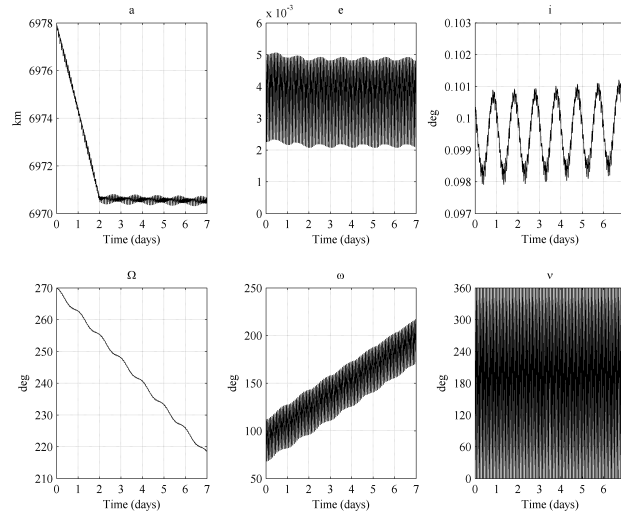 a
6978
6976
6974
6971
6970
km
0 1 2 3 4 5 6 7
Time (days)
e
x 10⁻³
6
5
4
3
2
1
0
0 1 2 3 4 5 6 7
Time (days)
i
0.103
0.101
0.1
0.099
0.098
0.097
deg
0 1 2 3 4 5 6
Time (days)
Ω
270
260
250
240
230
220
210
deg
0 1 2 3 4 5 6 7
Time (days)
ω
250
200
150
100
50
deg
0 1 2 3 4 5 6 7
Time (days)
ν
360
300
240
180
120
60
0
deg
0 1 2 3 4 5 6
Time (days)